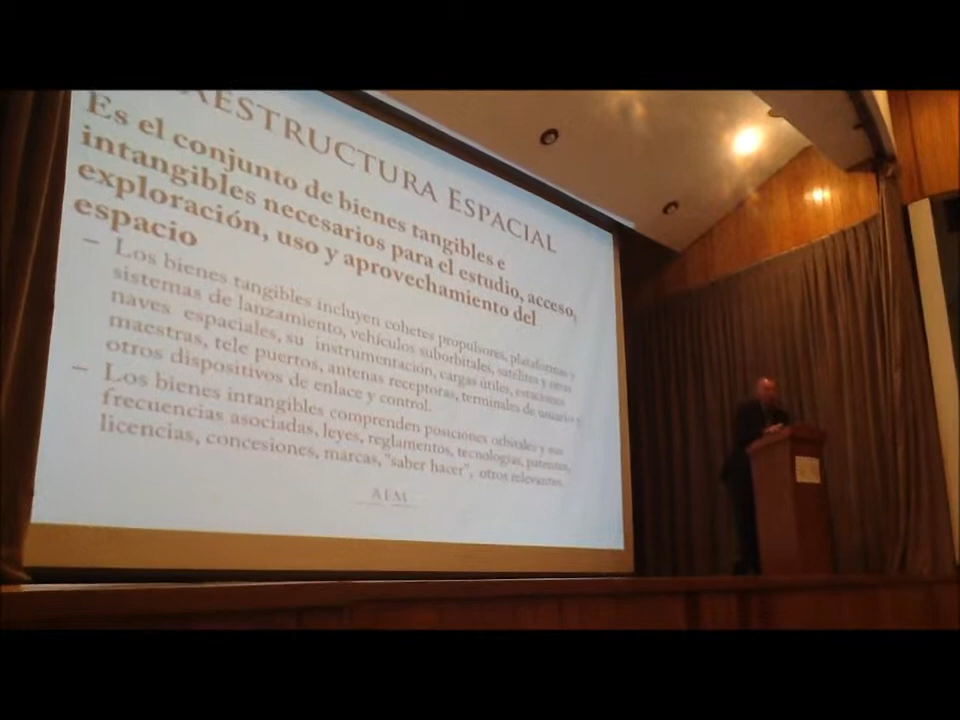 AESTRUCTURA ESPACIAL
Es el conjunto de bienes tangibles e
intangibles necesarios para el estudio, acceso,
exploración, uso y aprovechamiento del
espacio
– Los bienes tangibles incluyen cohetes propulsores, plataformas y
sistemas de lanzamiento, vehículos suborbitales, satélites y otras
naves espaciales, su instrumentación, cargas útiles, estaciones
maestras, tele puertos, antenas receptoras, terminales de usuario y
otros dispositivos de enlace y control.
– Los bienes intangibles comprenden posiciones orbitales y sus
frecuencias asociadas, leyes, reglamentos, tecnologías, patentes,
licencias, concesiones, marcas, "saber hacer", otros relevantes.
AEM